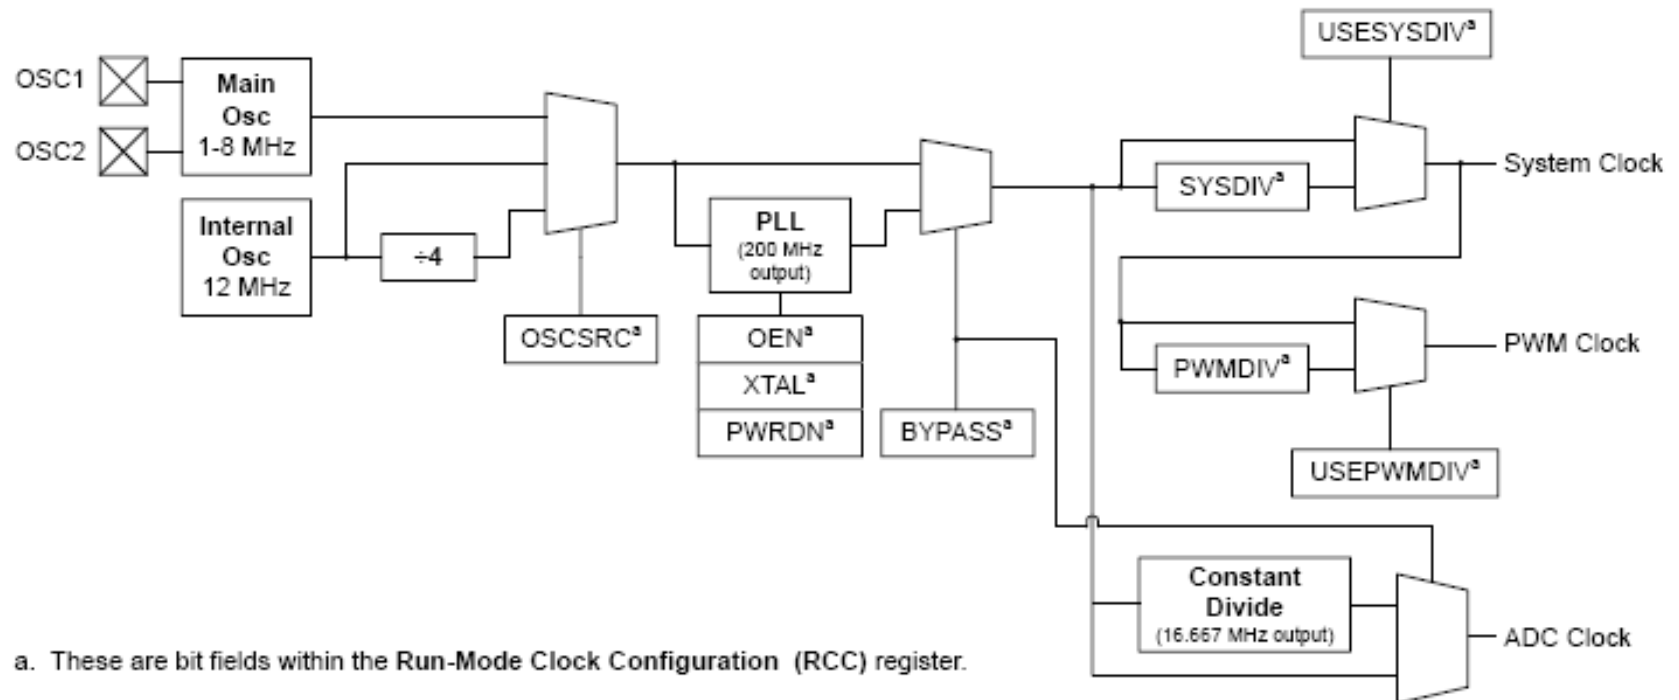 USESYSDIVª
OSC1
OSC2
Main
Osc
1-8 MHz
Internal
Osc
12 MHz
÷4
OSCSRCª
PLL
(200 MHz
output)
OENª
XTALª
PWRDNª
BYPASSª
SYSDIVª
System Clock
PWMDIVª
PWM Clock
USEPWMDIVª
Constant
Divide
(16.667 MHz output)
ADC Clock
a. These are bit fields within the Run-Mode Clock Configuration (RCC) register.